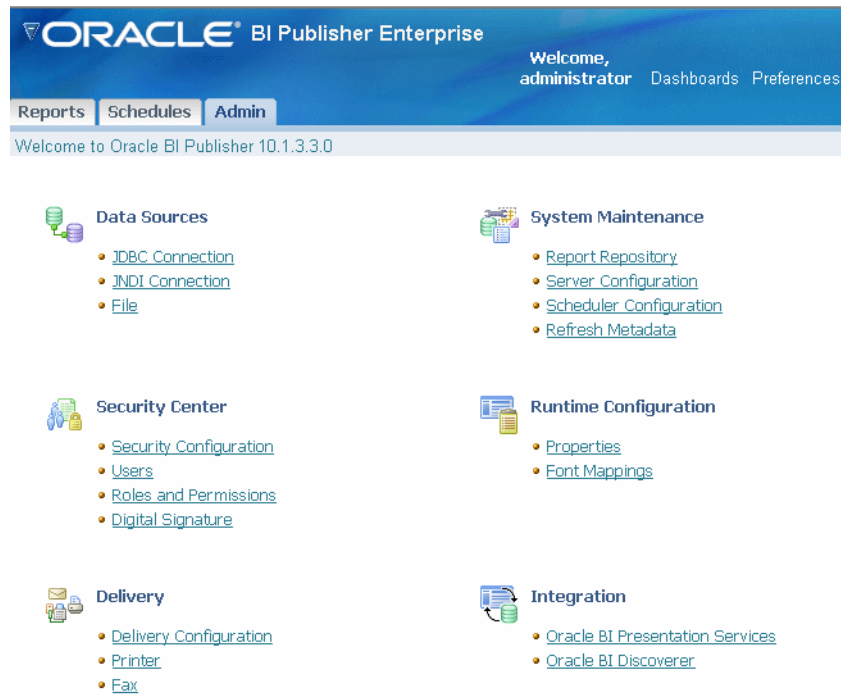 ORACLE® BI Publisher Enterprise
Welcome,
administrator Dashboards Preferences
Reports Schedules Admin
Welcome to Oracle BI Publisher 10.1.3.3.0
Data Sources
JDBC Connection
JNDI Connection
File
System Maintenance
Report Repository
Server Configuration
Scheduler Configuration
Refresh Metadata
Security Center
Security Configuration
Users
Roles and Permissions
Digital Signature
Runtime Configuration
Properties
Font Mappings
Delivery
Delivery Configuration
Printer
Fax
Integration
Oracle BI Presentation Services
Oracle BI Discoverer